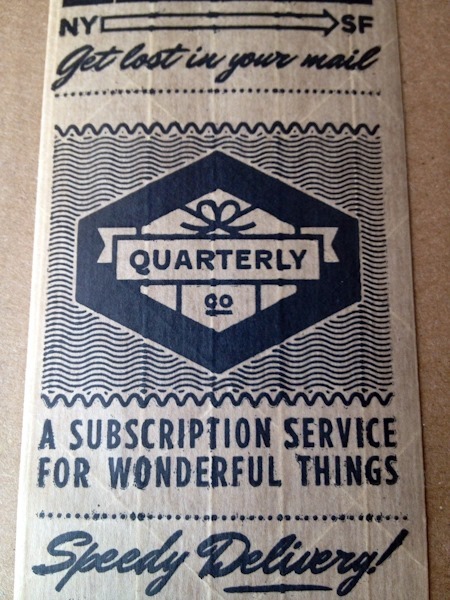 NY SF
Get lost in your mail
QUARTERLY
CO
A SUBSCRIPTION SERVICE
FOR WONDERFUL THINGS
Speedy Delivery!